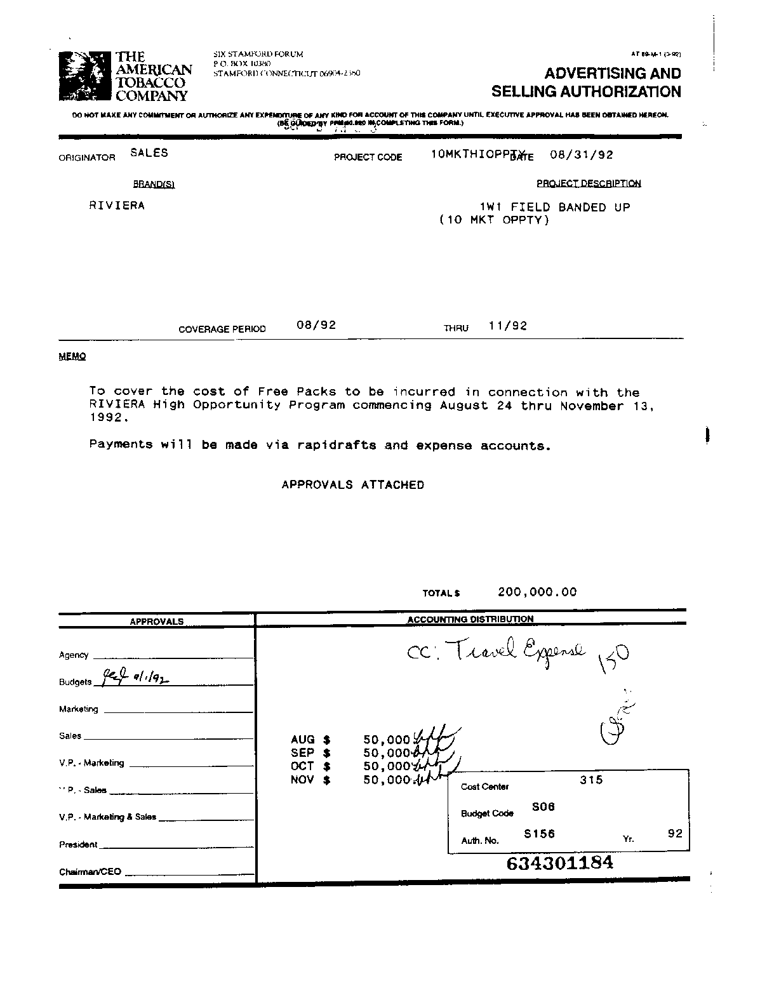 THE
AMERICAN
TOBACCO
COMPANY
SIX STAMFORD FORUM
P.O. BOX 10380
STAMFORD CONNECTICUT 06904-2380
AT 89-M-1 (3-92)
ADVERTISING AND
SELLING AUTHORIZATION
DO NOT MAKE ANY COMMITMENT OR AUTHORIZE ANY EXPENDITURE OF ANY KIND FOR ACCOUNT OF THIS COMPANY UNTIL EXECUTIVE APPROVAL HAS BEEN OBTAINED HEREON.
(BE GUIDED BY IN COMPLETING THIS FORM.)
ORIGINATOR SALES PROJECT CODE 10MKTHIOPPTY DATE 08/31/92
BRAND(S) PROJECT DESCRIPTION
RIVIERA 1W1 FIELD BANDED UP
(10 MKT OPPTY)
COVERAGE PERIOD 08/92 THRU 11/92
MEMO
To cover the cost of Free Packs to be incurred in connection with the
RIVIERA High Opportunity Program commencing August 24 thru November 13,
1992.
Payments will be made via rapidrafts and expense accounts.
APPROVALS ATTACHED
TOTAL $ 200,000.00
APPROVALS ACCOUNTING DISTRIBUTION
CC: Travel Expense
Agency
Budgets 9/1/92
Marketing
Sales
V.P. - Marketing
P. - Sales
V.P. - Marketing & Sales
President
Chairman/CEO
AUG $ 50,000
SEP $ 50,000
OCT $ 50,000
NOV $ 50,000
Cost Center 315
Budget Code S06
Auth. No. S156 Yr. 92
634301184